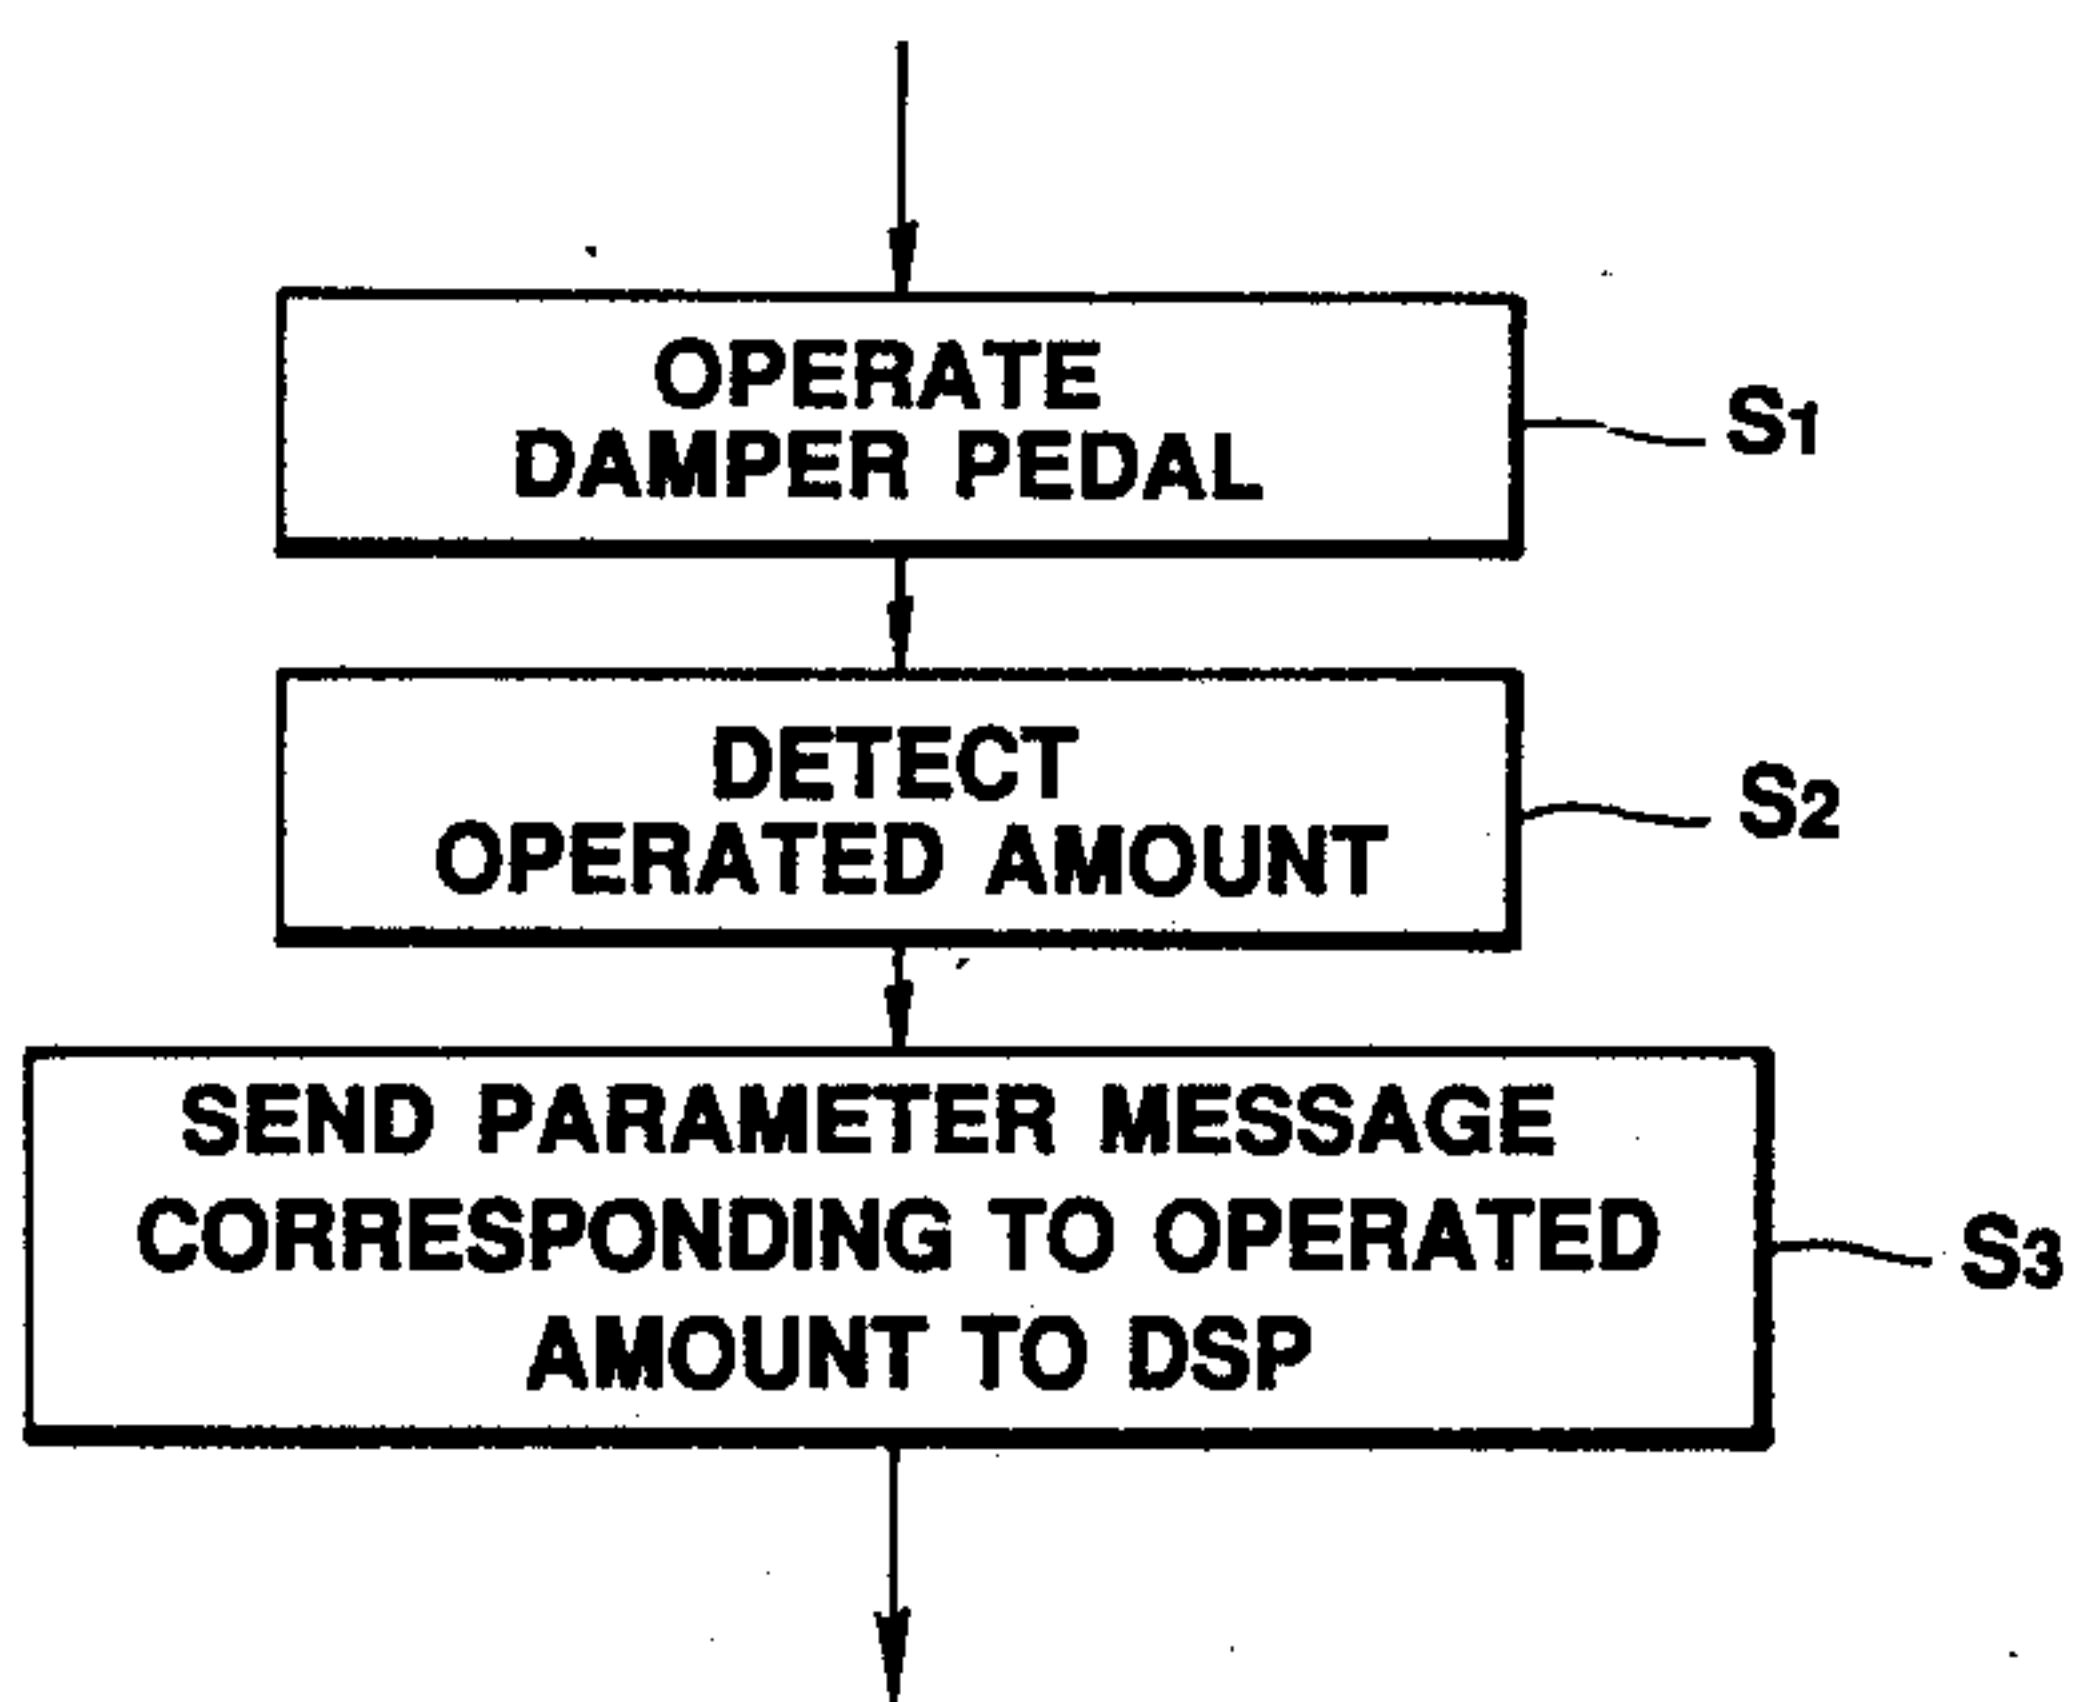 OPERATE
DAMPER PEDAL
S1
DETECT
OPERATED AMOUNT
S2
SEND PARAMETER MESSAGE
CORRESPONDING TO OPERATED
AMOUNT TO DSP
S3